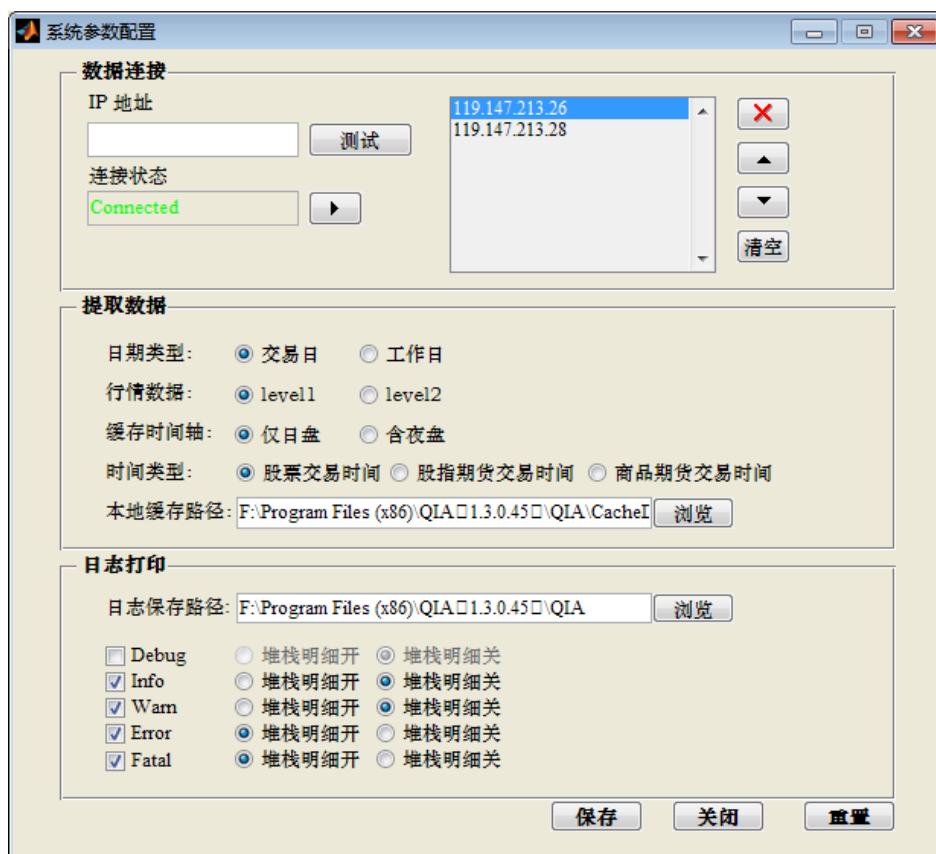 系统参数配置
数据连接
IP 地址
测试
连接状态
Connected
119.147.213.26
119.147.213.28
清空
提取数据
日期类型: 交易日 工作日
行情数据: level1 level2
缓存时间轴: 仅日盘 含夜盘
时间类型: 股票交易时间 股指期货交易时间 商品期货交易时间
本地缓存路径: F:\Program Files (x86)\QIA□1.3.0.45□\QIA\CacheD 浏览
日志打印
日志保存路径: F:\Program Files (x86)\QIA□1.3.0.45□\QIA 浏览
Debug 堆栈明细开 堆栈明细关
Info 堆栈明细开 堆栈明细关
Warn 堆栈明细开 堆栈明细关
Error 堆栈明细开 堆栈明细关
Fatal 堆栈明细开 堆栈明细关
保存 关闭 重置